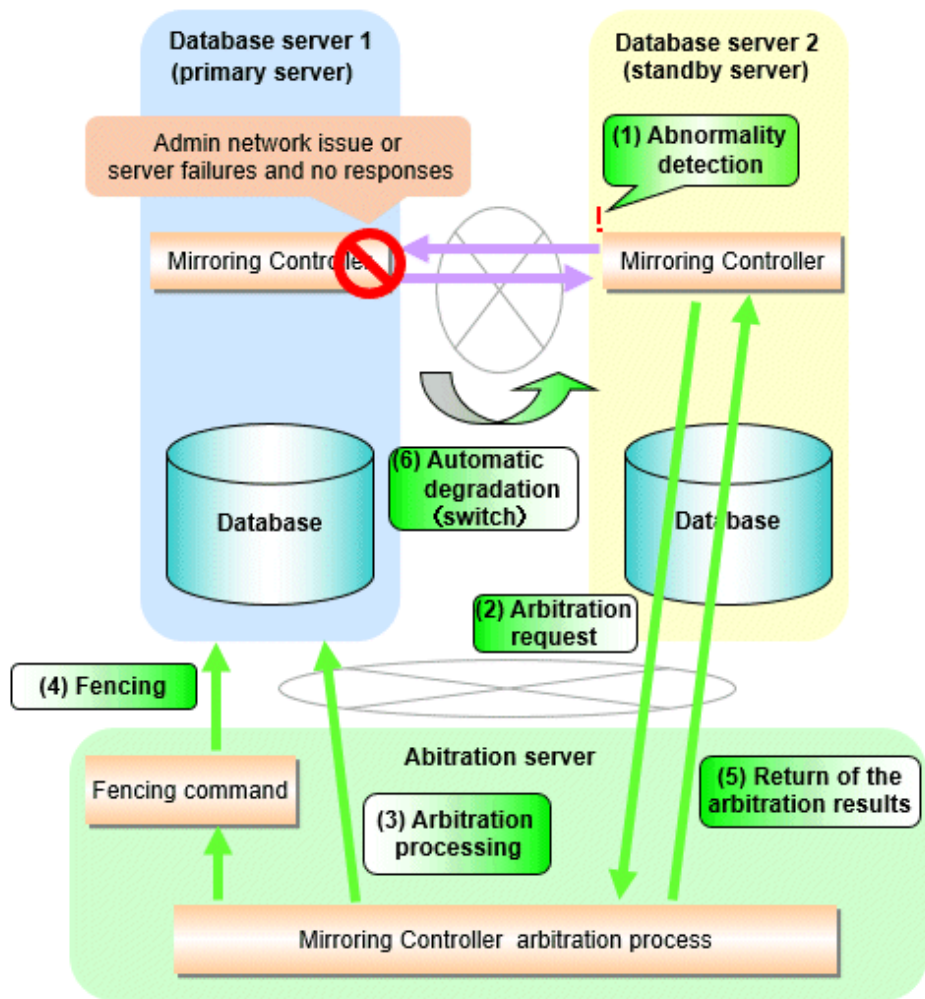 Database server 1
(primary server)
Database server 2
(standby server)
Admin network issue or
server failures and no responses
(1) Abnormality
detection
!
Mirroring Controller
Mirroring Controller
(6) Automatic
degradation
(switch)
Database
Database
(2) Arbitration
request
(4) Fencing
Abitration server
Fencing command
(3) Arbitration
processing
(5) Return of the
arbitration results
Mirroring Controller arbitration process